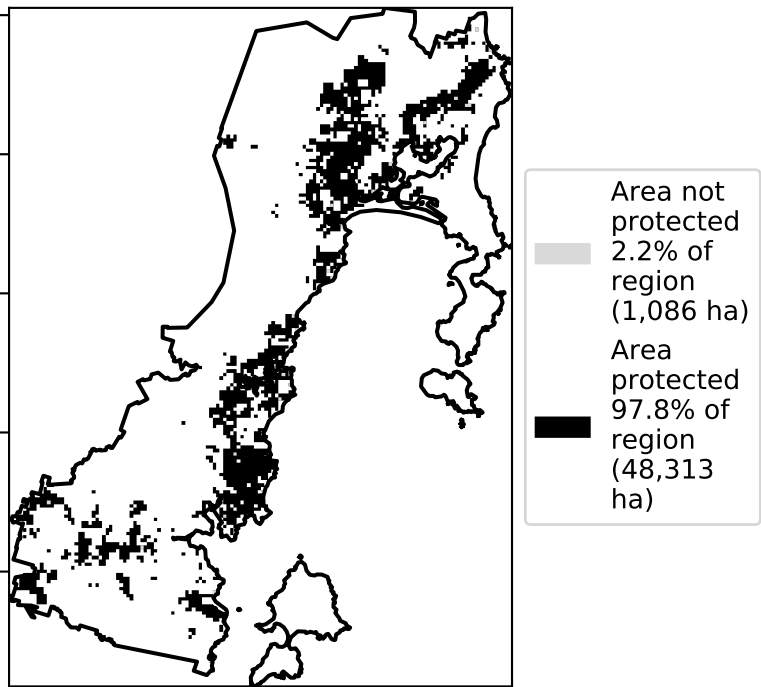 Area not
protected
2.2% of
region
(1,086 ha)
Area
protected
97.8% of
region
(48,313
ha)